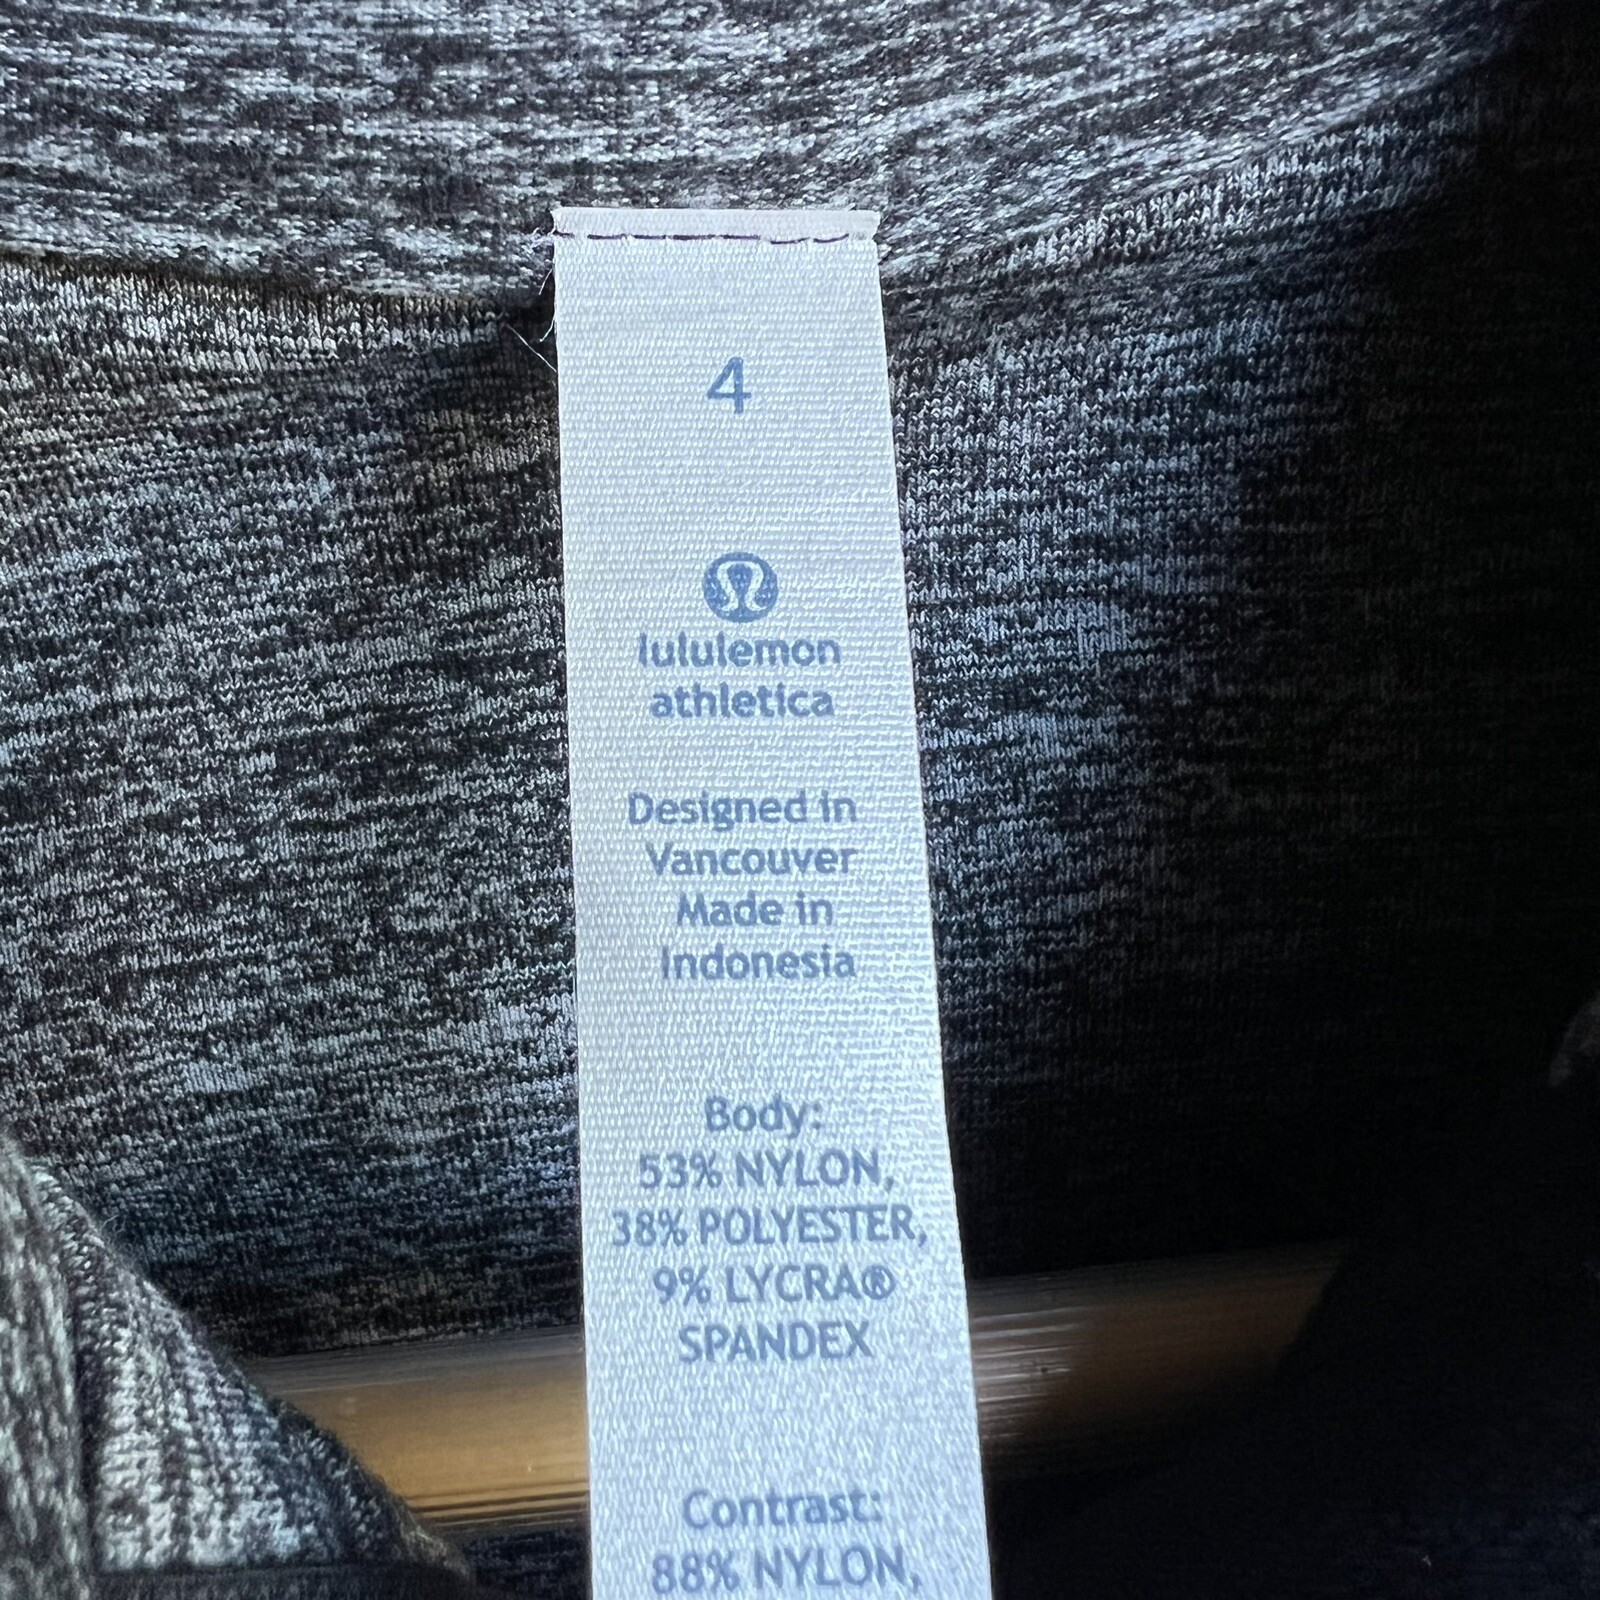 4
lululemon
athletica
Designed in
Vancouver
Made in
Indonesia
Body:
53% NYLON,
38% POLYESTER,
9% LYCRA®
SPANDEX
Contrast:
88% NYLON,